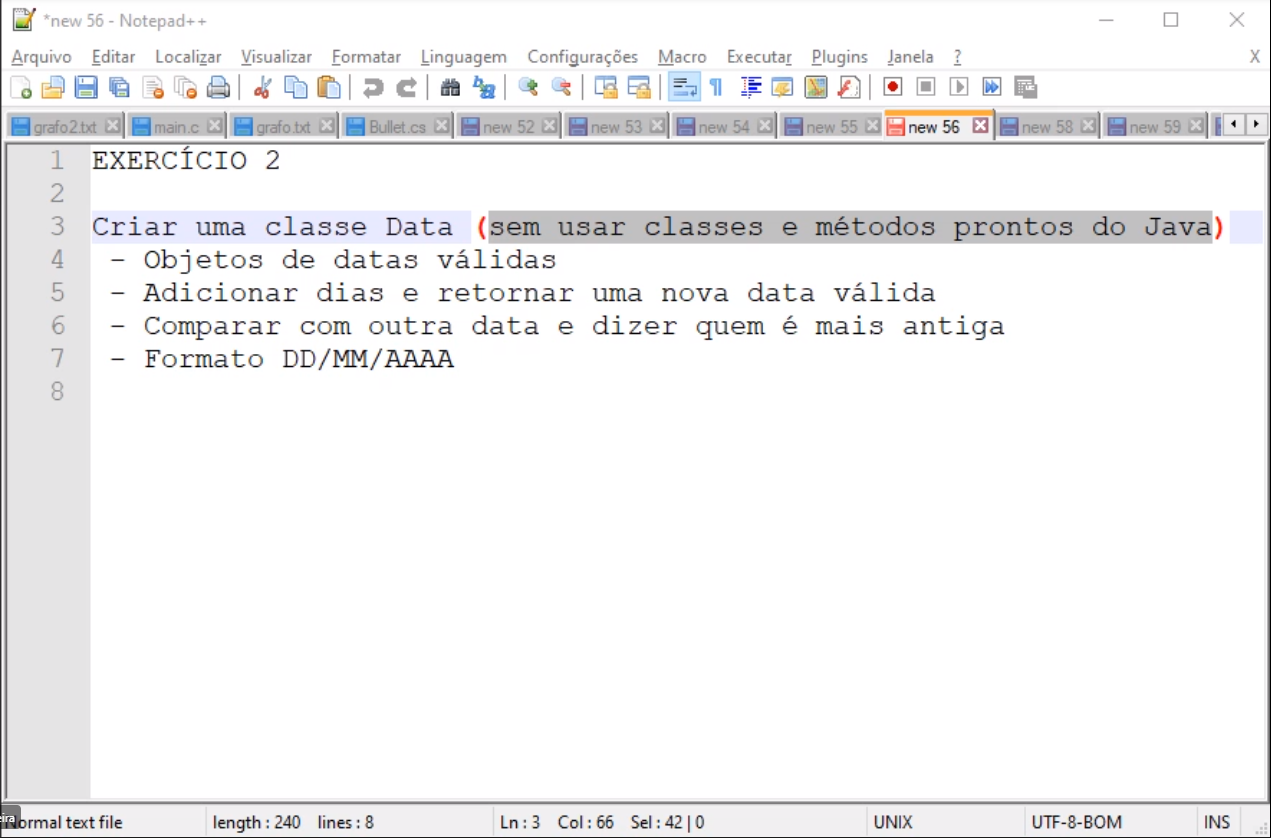 *new 56 - Notepad++
Arquivo Editar Localizar Visualizar Formatar Linguagem Configurações Macro Executar Plugins Janela ? X
grafo2.txt main.c grafo.txt Bullet.cs new 52 new 53 new 54 new 55 new 56 new 58 new 59
1 EXERCÍCIO 2
2
3 Criar uma classe Data (sem usar classes e métodos prontos do Java)
4 - Objetos de datas válidas
5 - Adicionar dias e retornar uma nova data válida
6 - Comparar com outra data e dizer quem é mais antiga
7 - Formato DD/MM/AAAA
8
Normal text file length : 240 lines : 8 Ln : 3 Col : 66 Sel : 42 | 0 UNIX UTF-8-BOM INS